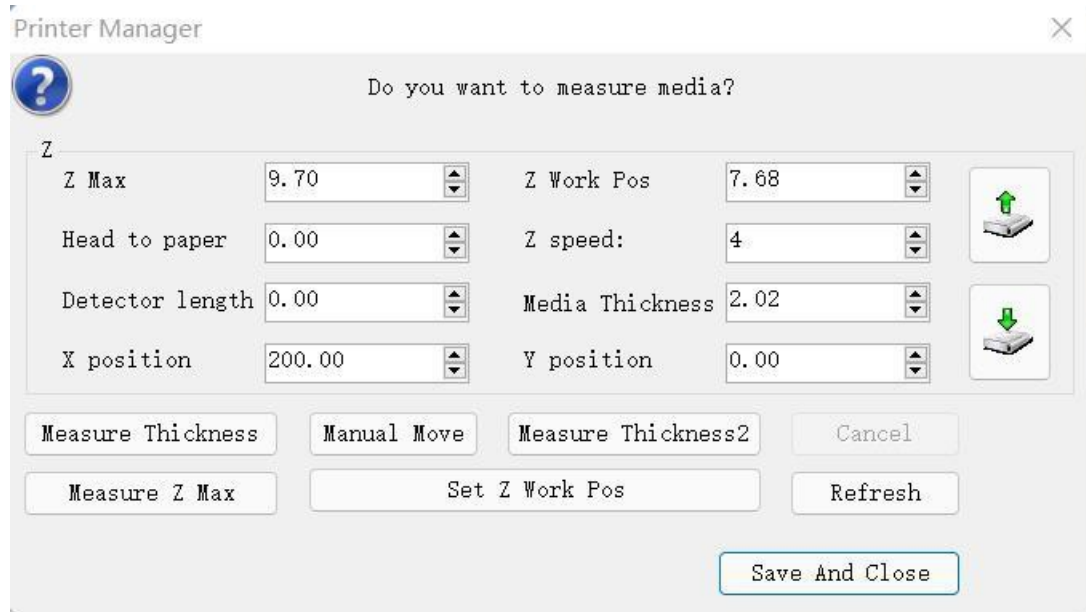 Printer Manager
Do you want to measure media?
Z
Z Max 9.70 Z Work Pos 7.68
Head to paper 0.00 Z speed: 4
Detector length 0.00 Media Thickness 2.02
X position 200.00 Y position 0.00
Measure Thickness Manual Move Measure Thickness2 Cancel
Measure Z Max Set Z Work Pos Refresh
Save And Close